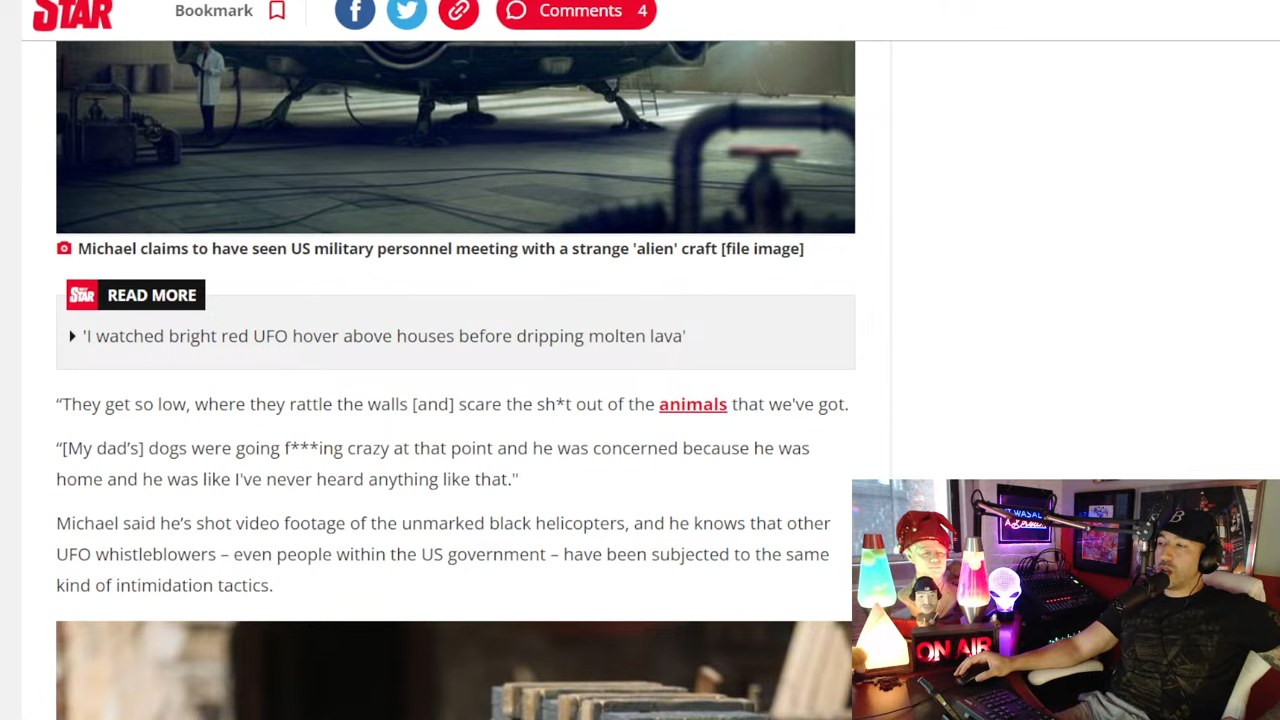 STAR
Bookmark
Comments 4
Michael claims to have seen US military personnel meeting with a strange 'alien' craft [file image]
STAR READ MORE
'I watched bright red UFO hover above houses before dripping molten lava'
“They get so low, where they rattle the walls [and] scare the sh*t out of the animals that we've got.
“[My dad’s] dogs were going f***ing crazy at that point and he was concerned because he was
home and he was like I've never heard anything like that."
Michael said he’s shot video footage of the unmarked black helicopters, and he knows that other
UFO whistleblowers – even people within the US government – have been subjected to the same
kind of intimidation tactics.
IT WAS A
B
ON AIR